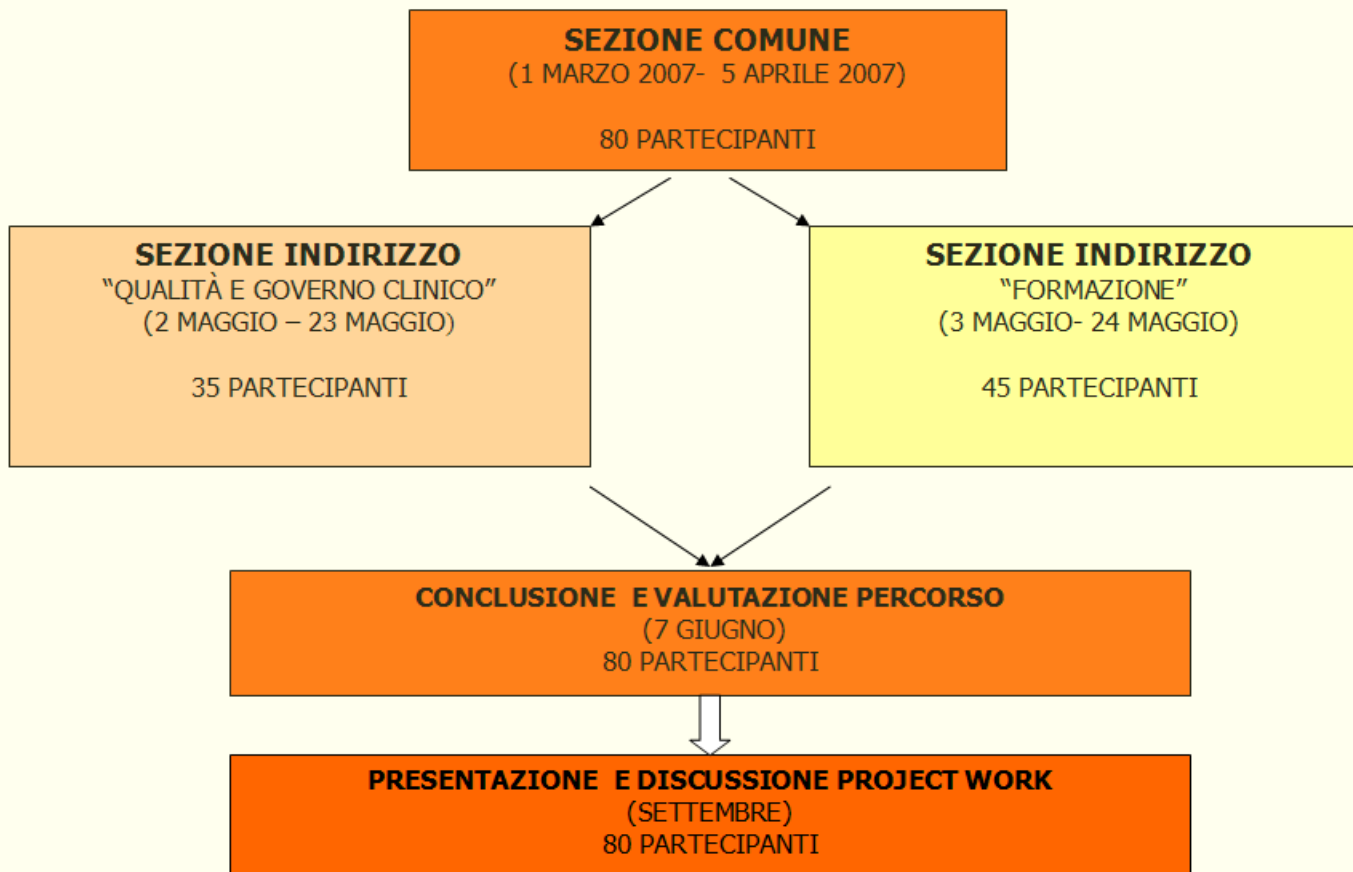 SEZIONE COMUNE
(1 MARZO 2007- 5 APRILE 2007)
80 PARTECIPANTI
SEZIONE INDIRIZZO
“QUALITÀ E GOVERNO CLINICO”
(2 MAGGIO – 23 MAGGIO)
35 PARTECIPANTI
SEZIONE INDIRIZZO
“FORMAZIONE”
(3 MAGGIO- 24 MAGGIO)
45 PARTECIPANTI
CONCLUSIONE E VALUTAZIONE PERCORSO
(7 GIUGNO)
80 PARTECIPANTI
PRESENTAZIONE E DISCUSSIONE PROJECT WORK
(SETTEMBRE)
80 PARTECIPANTI